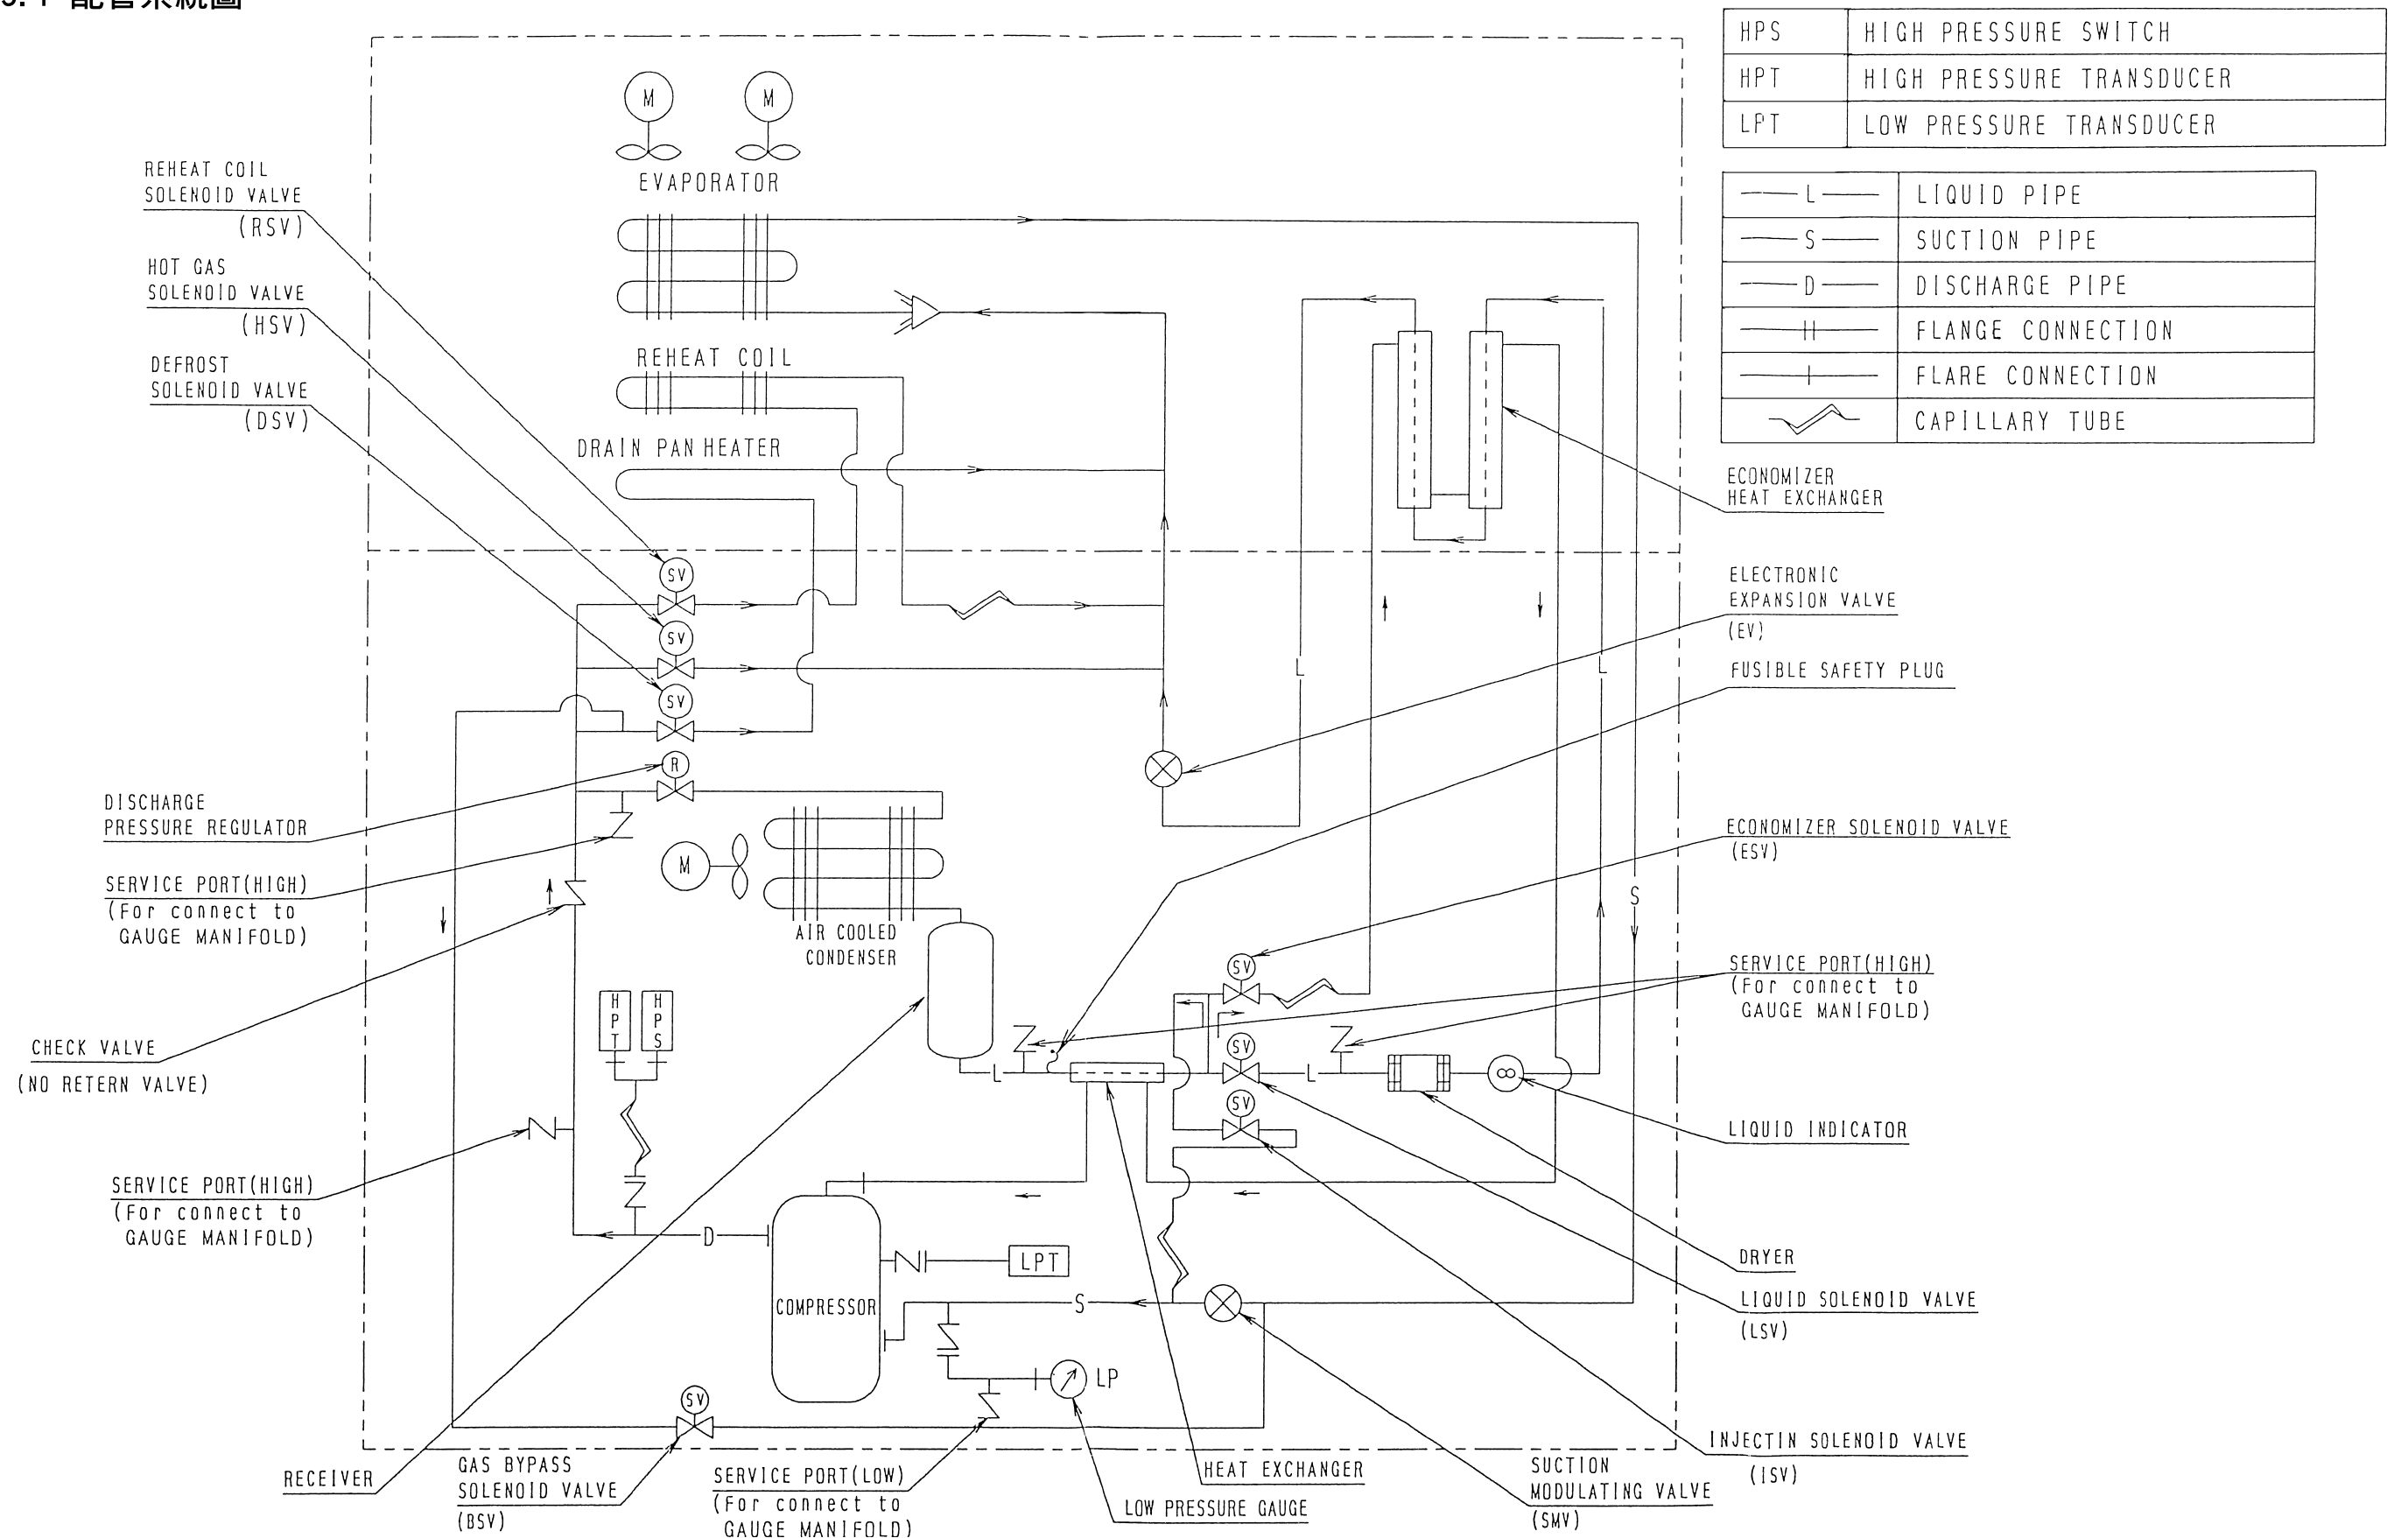 配管系統圖
HPS HIGH PRESSURE SWITCH
HPT HIGH PRESSURE TRANSDUCER
LPT LOW PRESSURE TRANSDUCER
L LIQUID PIPE
S SUCTION PIPE
D DISCHARGE PIPE
FLANGE CONNECTION
FLARE CONNECTION
CAPILLARY TUBE
M M
EVAPORATOR
REHEAT COIL
SOLENOID VALVE
(RSV)
HOT GAS
SOLENOID VALVE
(HSV)
DEFROST
SOLENOID VALVE
(DSV)
REHEAT COIL
DRAIN PAN HEATER
ECONOMIZER
HEAT EXCHANGER
SV
SV
SV
R
L
L
ELECTRONIC
EXPANSION VALVE
(EV)
FUSIBLE SAFETY PLUG
DISCHARGE
PRESSURE REGULATOR
SERVICE PORT(HIGH)
(For connect to
GAUGE MANIFOLD)
M
AIR COOLED
CONDENSER
ECONOMIZER SOLENOID VALVE
(ESV)
S
SV
SERVICE PORT(HIGH)
(For connect to
GAUGE MANIFOLD)
HPT
HPS
CHECK VALVE
(NO RETERN VALVE)
L
SV
L
SV
LIQUID INDICATOR
SERVICE PORT(HIGH)
(For connect to
GAUGE MANIFOLD)
D
LPT
COMPRESSOR
S
DRYER
LIQUID SOLENOID VALVE
(LSV)
LP
SV
INJECTIN SOLENOID VALVE
(ISV)
RECEIVER
GAS BYPASS
SOLENOID VALVE
(BSV)
SERVICE PORT(LOW)
(For connect to
GAUGE MANIFOLD)
HEAT EXCHANGER
LOW PRESSURE GAUGE
SUCTION
MODULATING VALVE
(SMV)